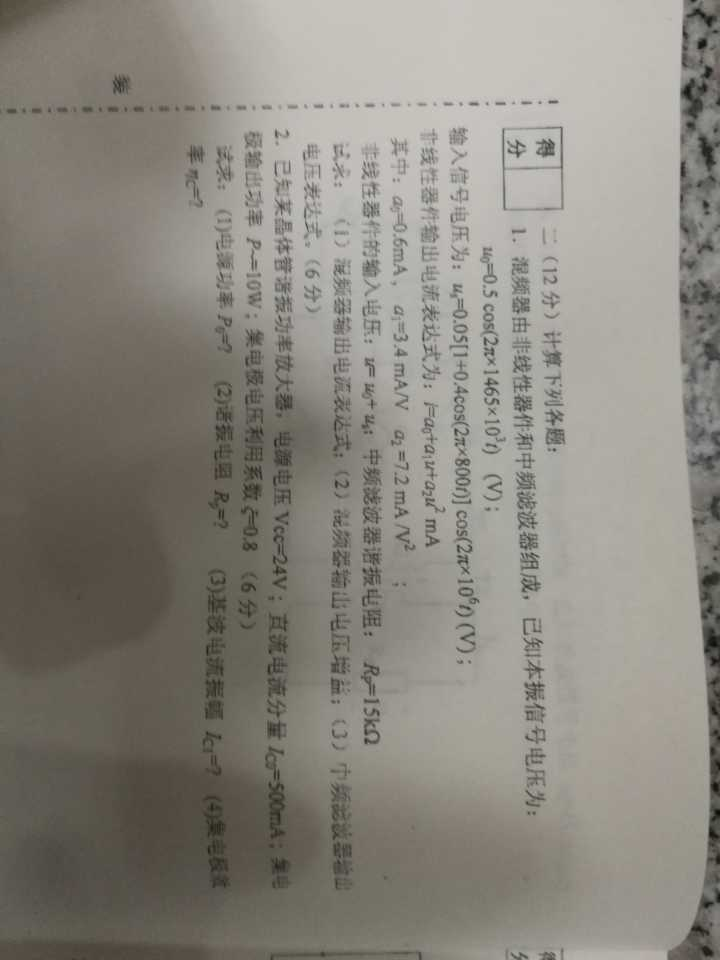 装
得
分
二（12 分）计算下列各题：
1．混频器由非线性器件和中频滤波器组成，已知本振信号电压为：
u₀=0.5 cos(2π×1465×10³t) (V)；
输入信号电压为：uₛ=0.05[1+0.4cos(2π×800t)] cos(2π×10⁶t) (V)；
非线性器件输出电流表达式为：i=a₀+a₁u+a₂u² mA
其中：a₀=0.6mA，a₁=3.4 mA/V a₂=7.2 mA /V² ；
非线性器件的输入电压：u= u₀+ uₛ；中频滤波器谐振电阻： Rₚ=15kΩ
试求：（1）混频器输出电流表达式；（2）混频器输出电压增益；（3）中频滤波器输出
电压表达式。（6 分）
2．已知某晶体管谐振功率放大器，电源电压 Vcc=24V；直流电流分量 I_C0=500mA；集电
极输出功率 P~=10W；集电极电压利用系数 ξ=0.8 （6 分）
试求：(1)电源功率 P₀=? (2)谐振电阻 Rₚ=? (3)基波电流振幅 I_C1=? (4)集电极效
率 η_C=?
得
分